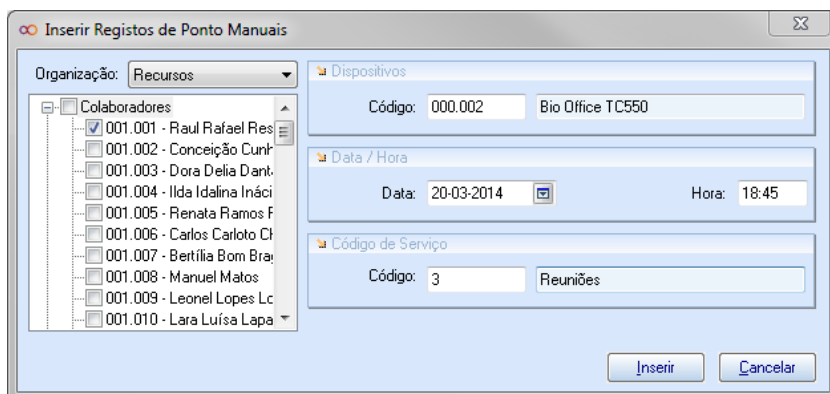 Inserir Registos de Ponto Manuais
Organização: Recursos
Colaboradores
001.001 - Raul Rafael Res
001.002 - Conceição Cunh
001.003 - Dora Delia Dant
001.004 - Ilda Idalina Ináci
001.005 - Renata Ramos F
001.006 - Carlos Carloto Ch
001.007 - Bertília Bom Bra
001.008 - Manuel Matos
001.009 - Leonel Lopes Lo
001.010 - Lara Luísa Lapa
Dispositivos
Código: 000.002 Bio Office TC550
Data / Hora
Data: 20-03-2014 Hora: 18:45
Código de Serviço
Código: 3 Reuniões
Inserir Cancelar